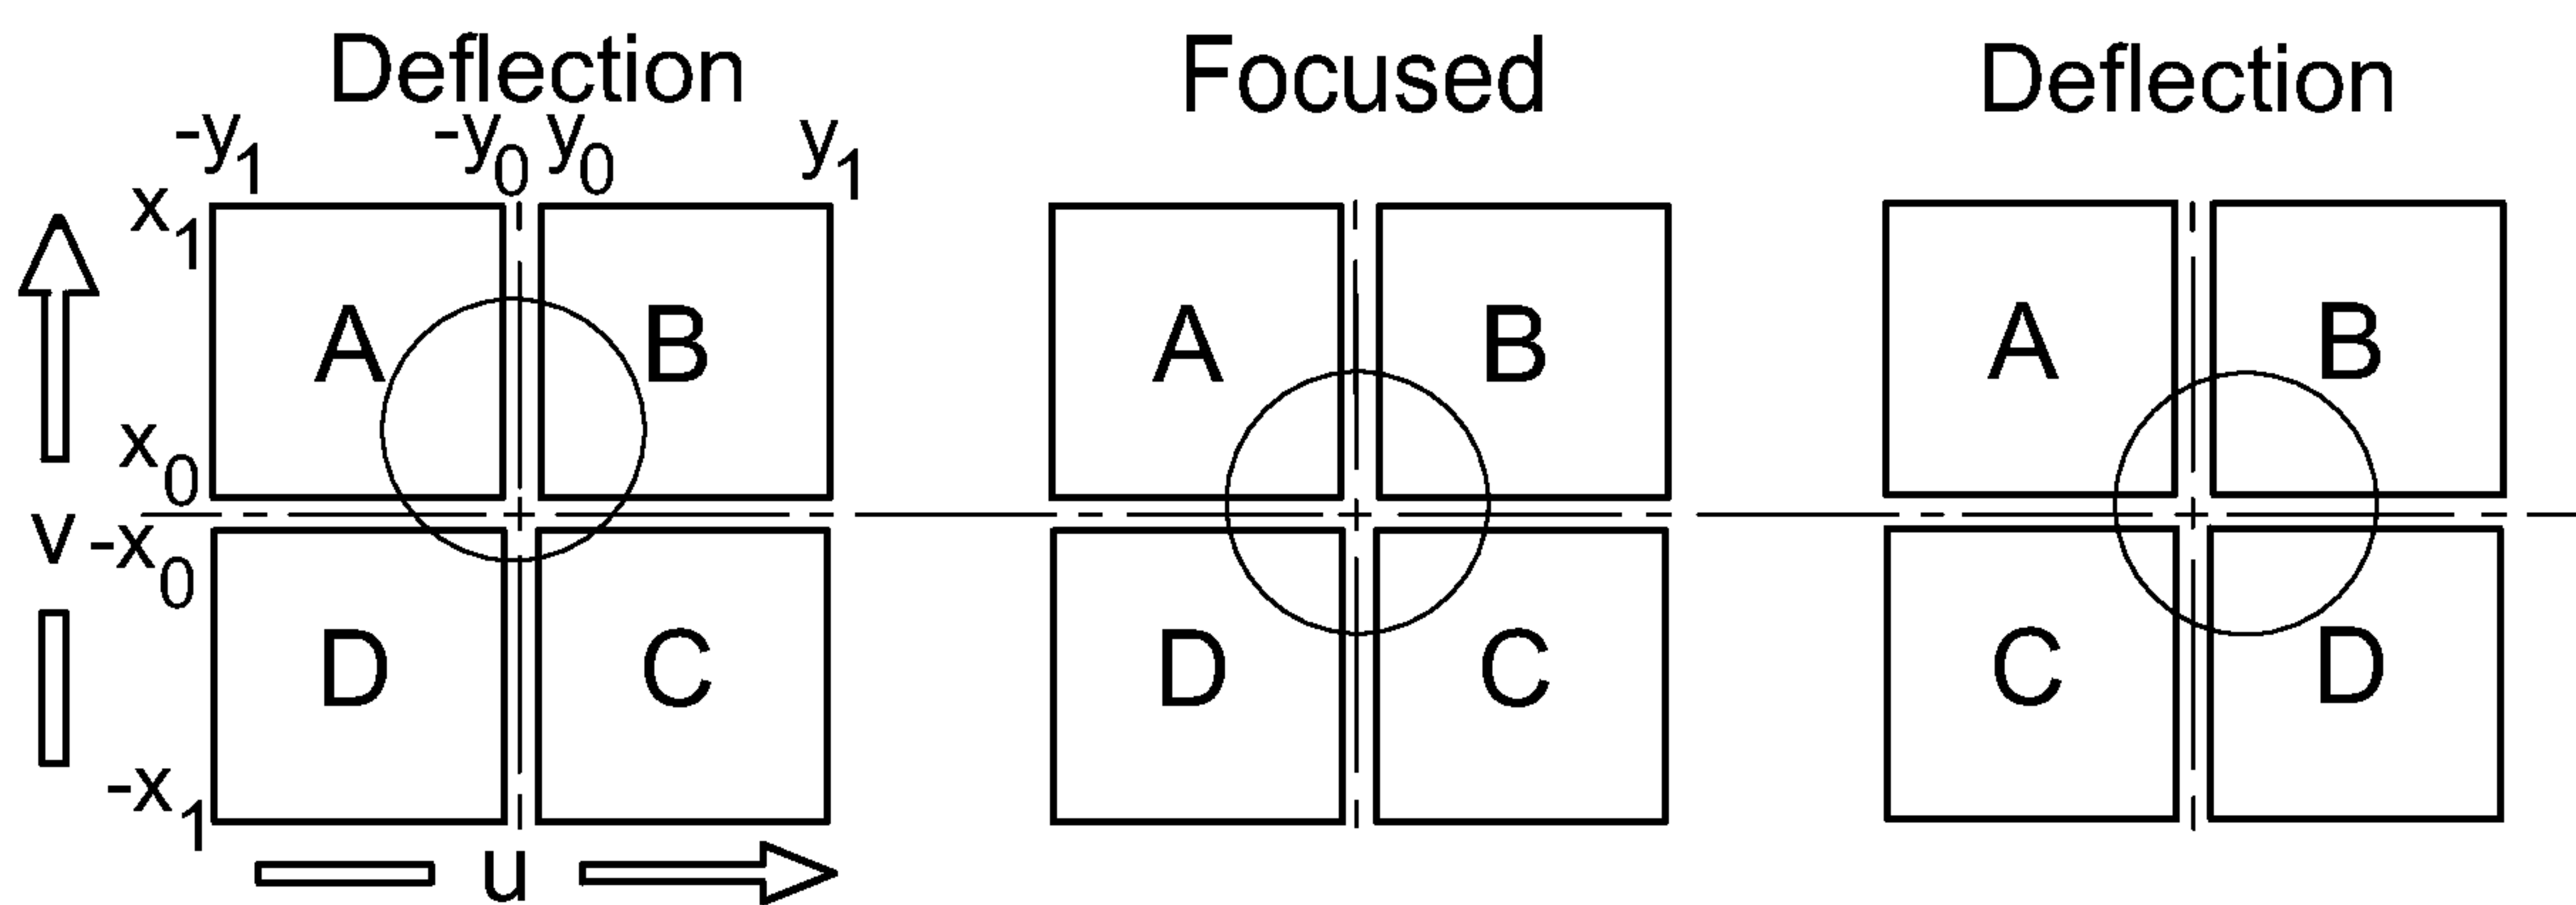 Deflection Focused Deflection
-y1 -y0 y0 y1
x1
A B A B A B
x0
v -x0
D C D C C D
-x1
u